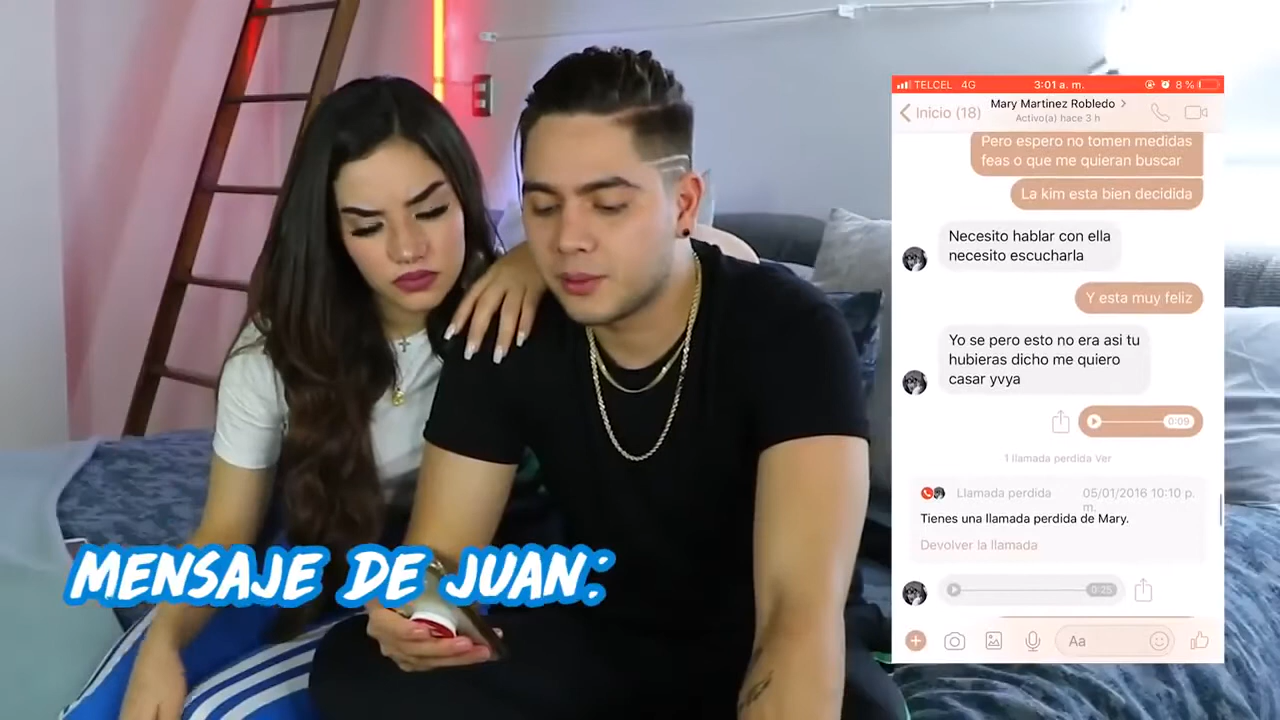 MENSAJE DE JUAN:
TELCEL 4G 3:01 a. m. 8 %
Inicio (18) Mary Martinez Robledo
Activo(a) hace 3 h
Pero espero no tomen medidas
feas o que me quieran buscar
La kim esta bien decidida
Necesito hablar con ella
necesito escucharla
Y esta muy feliz
Yo se pero esto no era asi tu
hubieras dicho me quiero
casar yvya
0:09
1 llamada perdida Ver
Llamada perdida 05/01/2016 10:10 p.
m.
Tienes una llamada perdida de Mary.
Devolver la llamada
0:25
Aa